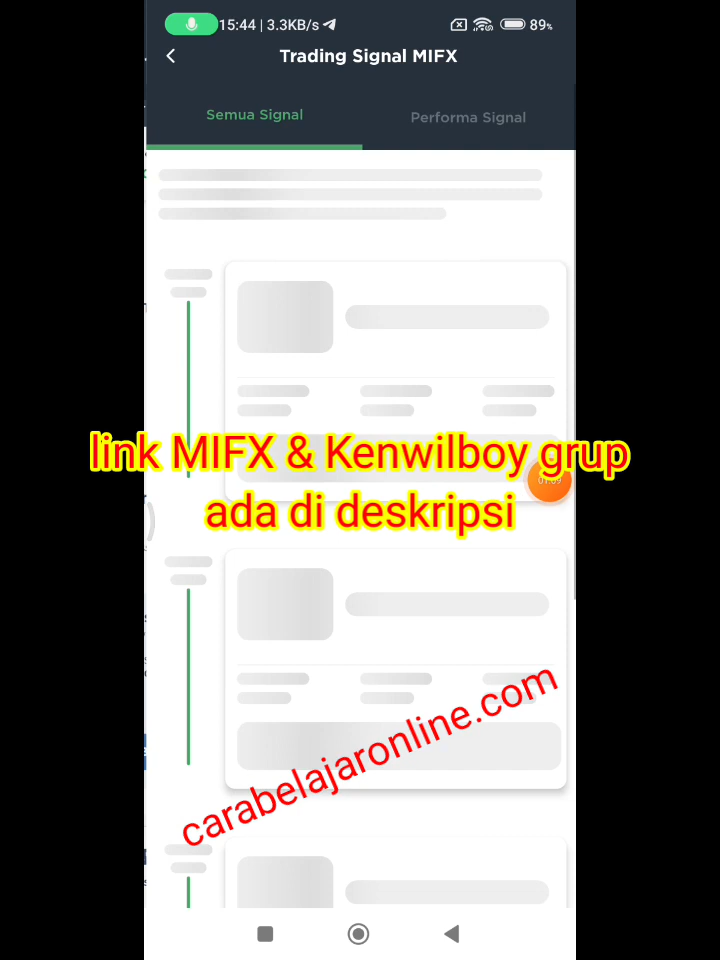 15:44 | 3.3KB/s
89%
Trading Signal MIFX
Semua Signal
Performa Signal
link MIFX & Kenwilboy grup
ada di deskripsi
carabelajaronline.com